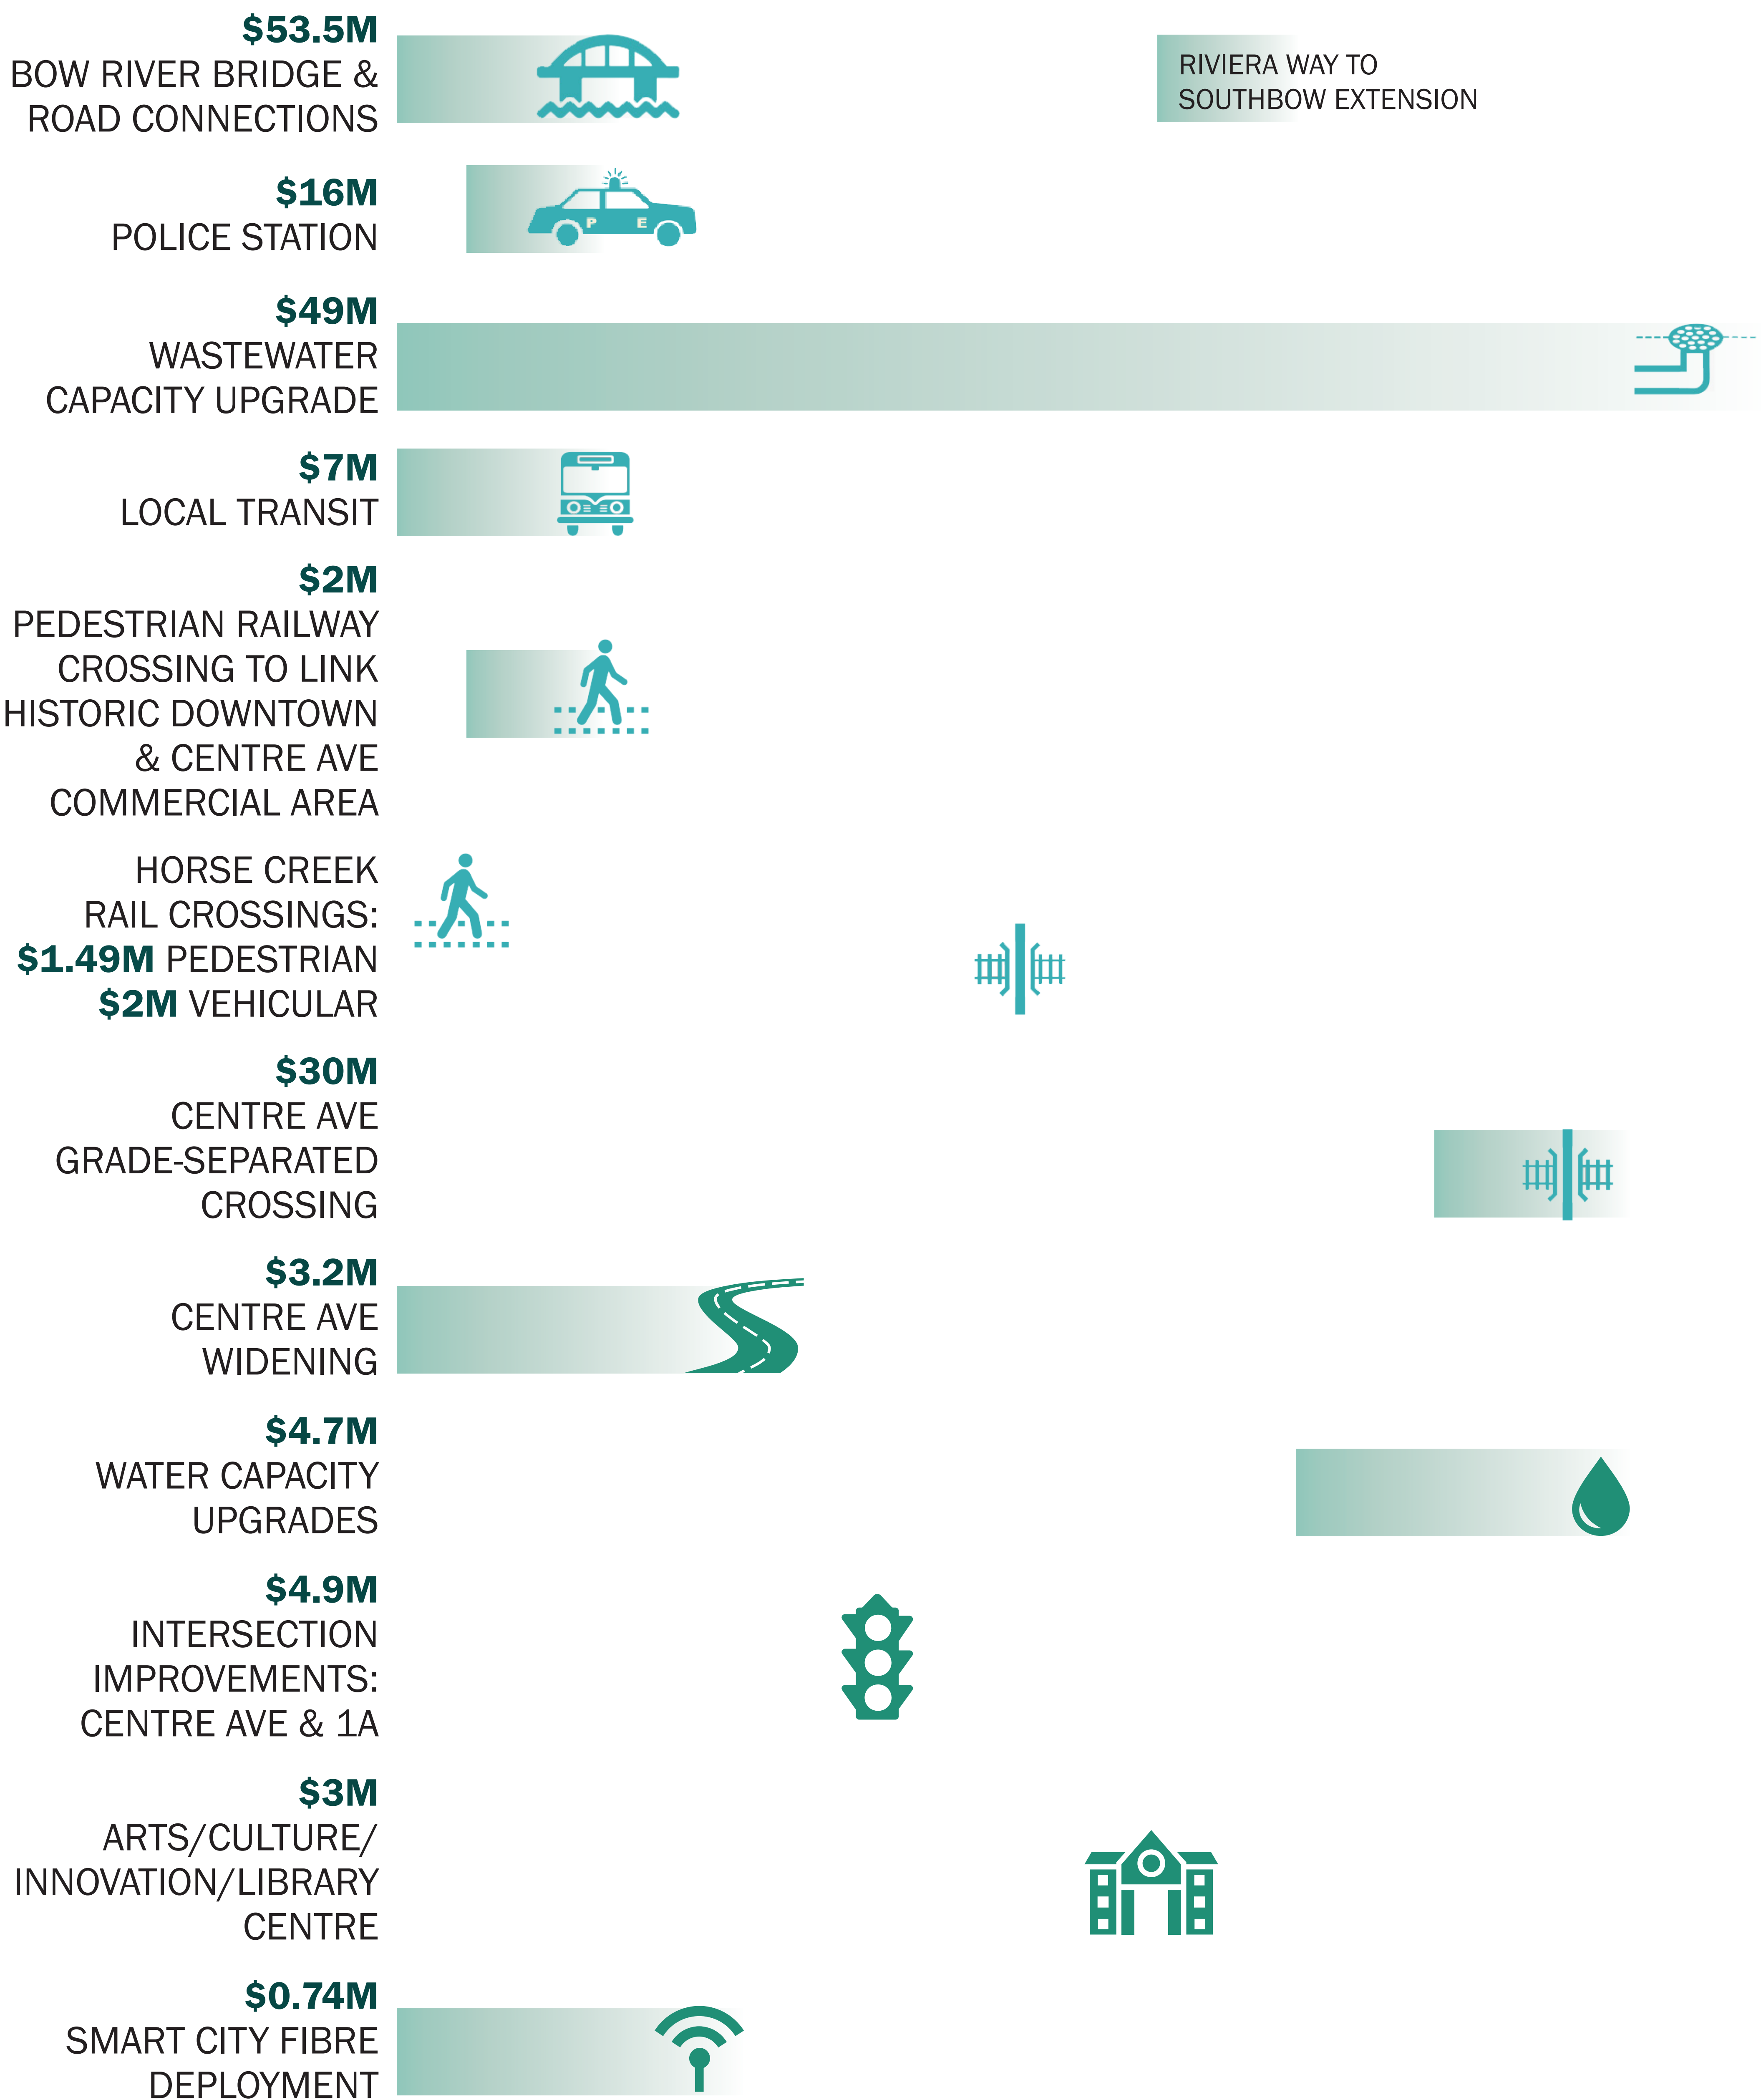 $53.5M
BOW RIVER BRIDGE &
ROAD CONNECTIONS
RIVIERA WAY TO
SOUTHBOW EXTENSION
$16M
POLICE STATION
P E
$49M
WASTEWATER
CAPACITY UPGRADE
$7M
LOCAL TRANSIT
$2M
PEDESTRIAN RAILWAY
CROSSING TO LINK
HISTORIC DOWNTOWN
& CENTRE AVE
COMMERCIAL AREA
HORSE CREEK
RAIL CROSSINGS:
$1.49M PEDESTRIAN
$2M VEHICULAR
$30M
CENTRE AVE
GRADE-SEPARATED
CROSSING
$3.2M
CENTRE AVE
WIDENING
$4.7M
WATER CAPACITY
UPGRADES
$4.9M
INTERSECTION
IMPROVEMENTS:
CENTRE AVE & 1A
$3M
ARTS/CULTURE/
INNOVATION/LIBRARY
CENTRE
$0.74M
SMART CITY FIBRE
DEPLOYMENT